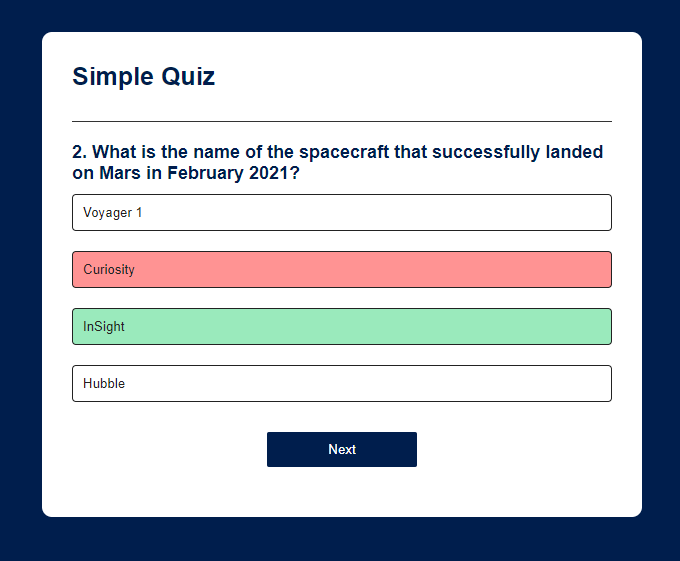 Simple Quiz
2. What is the name of the spacecraft that successfully landed
on Mars in February 2021?
Voyager 1
Curiosity
InSight
Hubble
Next